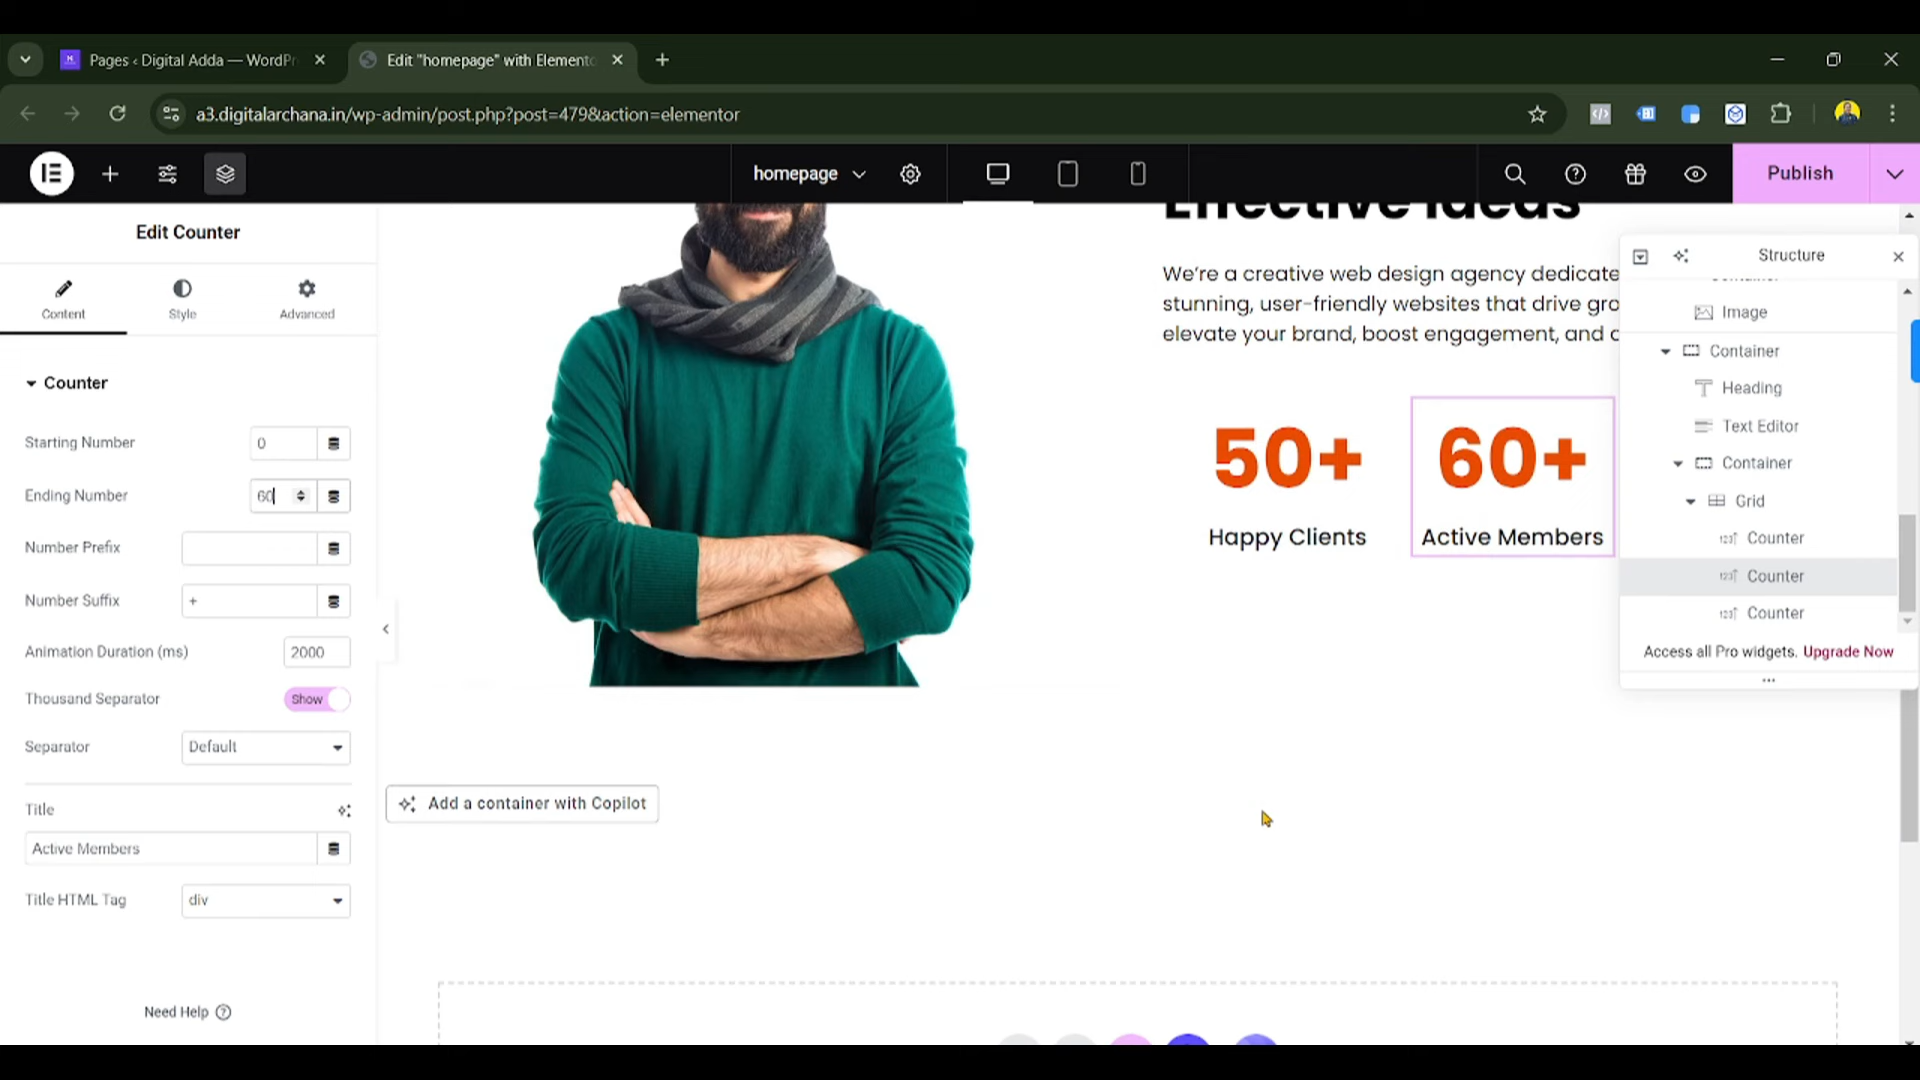 Pages ‹ Digital Adda — WordPr
Edit "homepage" with Elemento
a3.digitalarchana.in/wp-admin/post.php?post=479&action=elementor
homepage
Publish
Edit Counter
Content
Style
Advanced
Counter
Starting Number
0
Ending Number
60
Number Prefix
Number Suffix
+
Animation Duration (ms)
2000
Thousand Separator
Show
Separator
Default
Title
Active Members
Title HTML Tag
div
Need Help
Effective Ideas
We're a creative web design agency dedicate
stunning, user-friendly websites that drive gro
elevate your brand, boost engagement, and
50+
Happy Clients
60+
Active Members
Add a container with Copilot
Structure
Container
Image
Container
Heading
Text Editor
Container
Grid
Counter
Counter
Counter
Access all Pro widgets. Upgrade Now